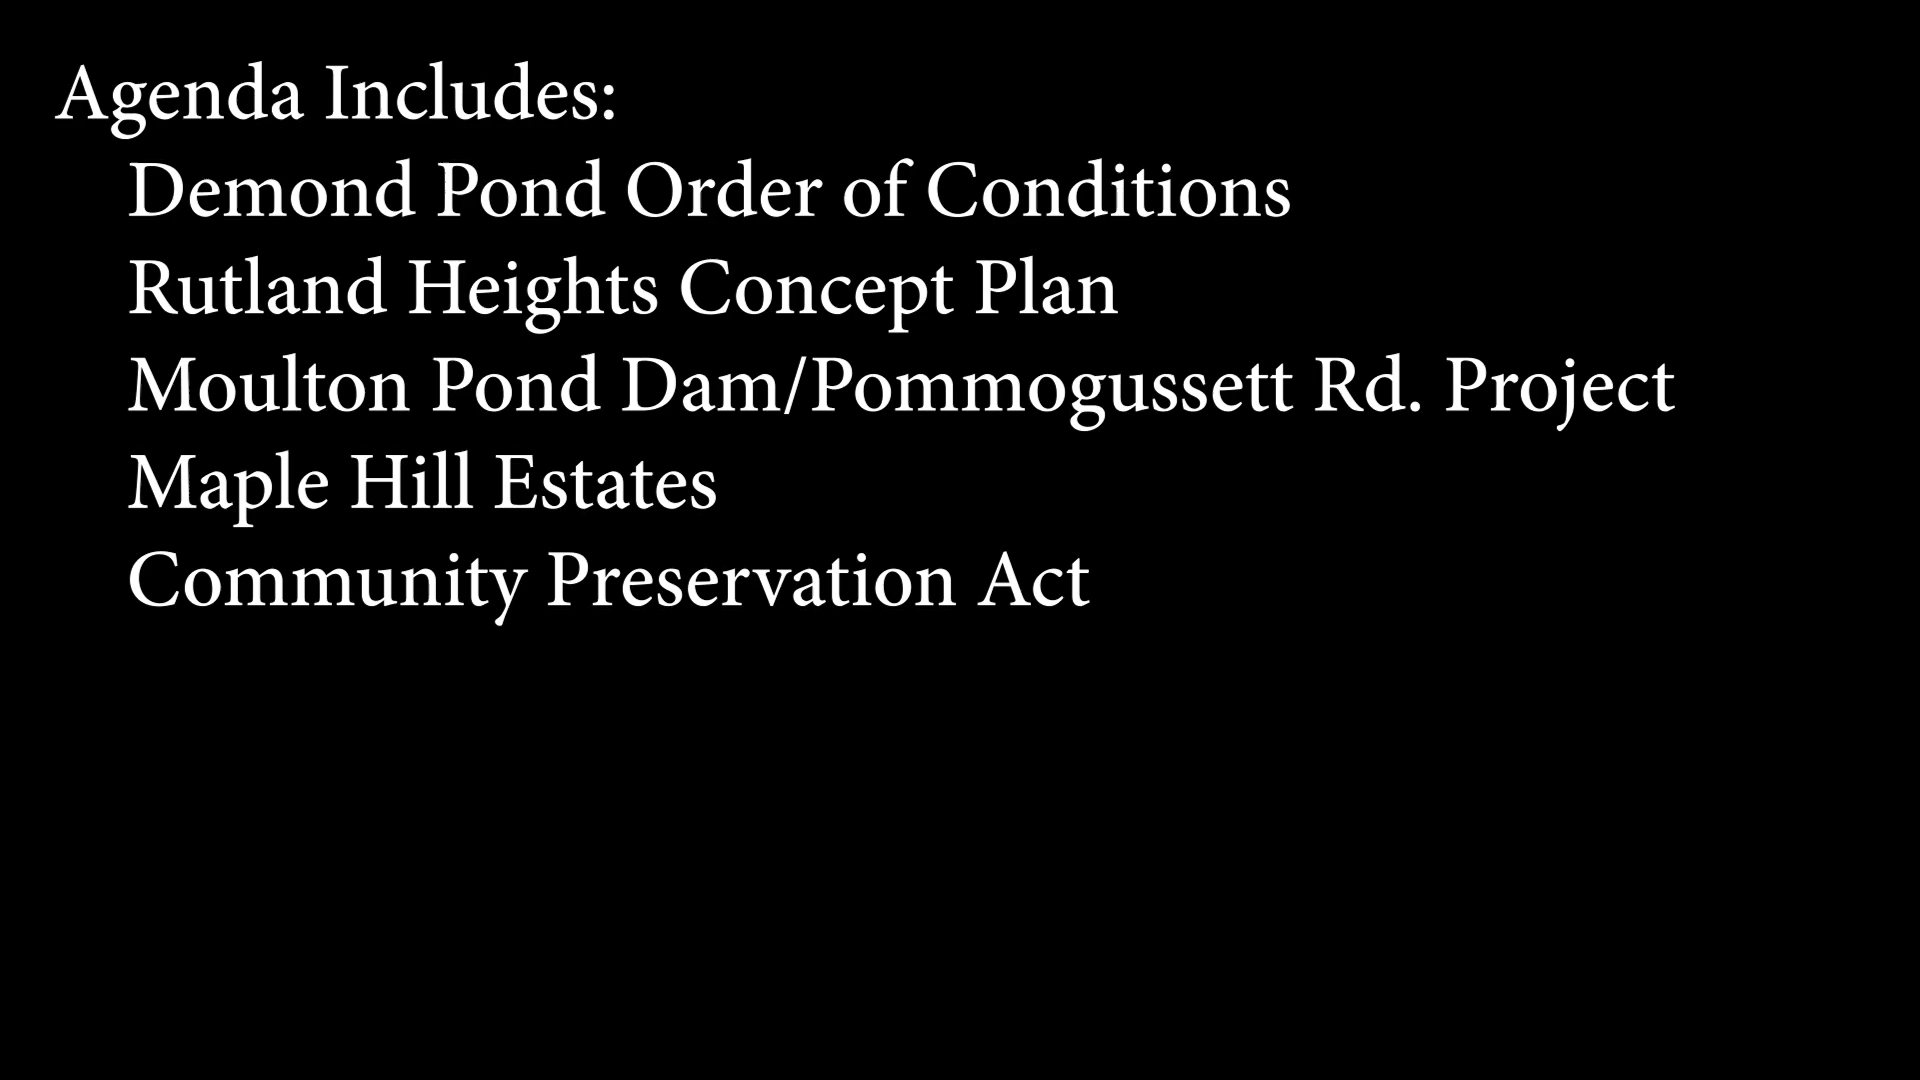 Agenda Includes:
Demond Pond Order of Conditions
Rutland Heights Concept Plan
Moulton Pond Dam/Pommogussett Rd. Project
Maple Hill Estates
Community Preservation Act